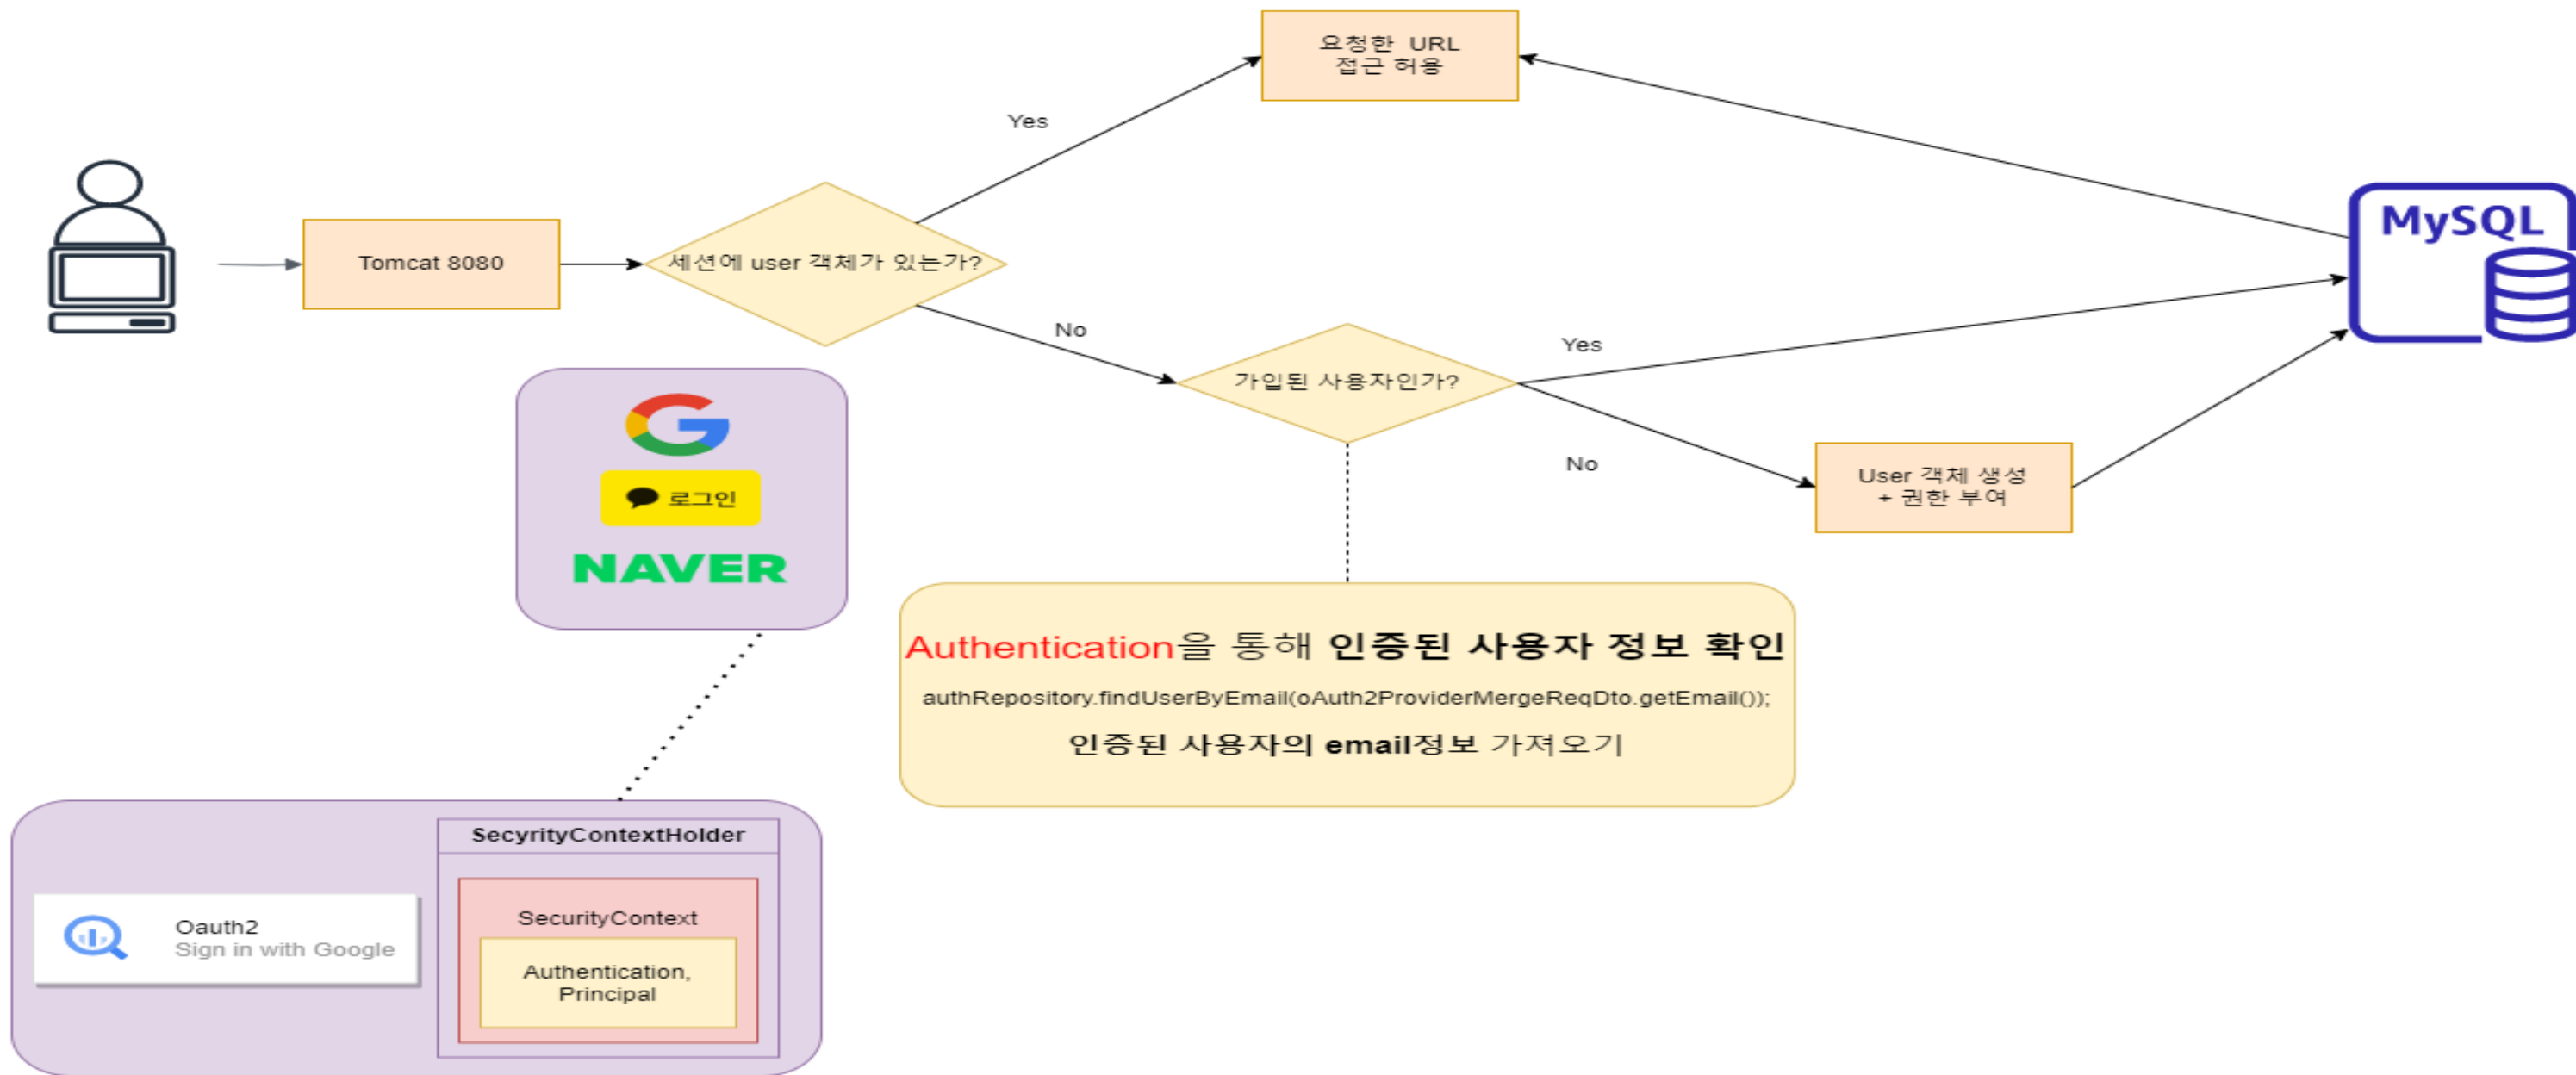 요청한 URL
접근 허용
Yes
MySQL
Tomcat 8080
세션에 user 객체가 있는가?
No
Yes
가입된 사용자인가?
No
User 객체 생성
+ 권한 부여
로그인
NAVER
Authentication을 통해 인증된 사용자 정보 확인
authRepository.findUserByEmail(oAuth2ProviderMergeReqDto.getEmail());
인증된 사용자의 email정보 가져오기
SecyrityContextHolder
Oauth2
Sign in with Google
SecurityContext
Authentication,
Principal